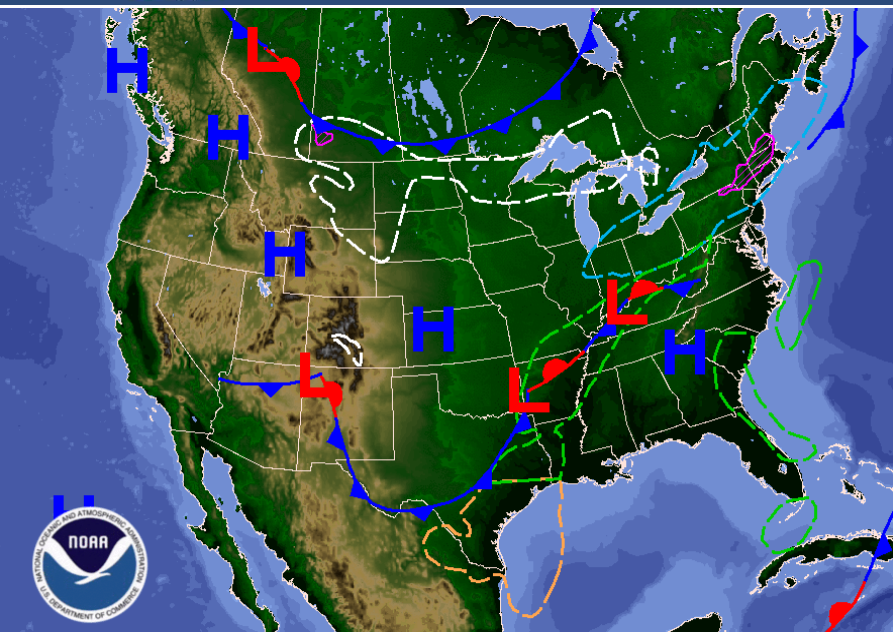 L
H
H
H
H
L
H
L
L
H
NOAA
NATIONAL OCEANIC AND ATMOSPHERIC ADMINISTRATION
U.S. DEPARTMENT OF COMMERCE